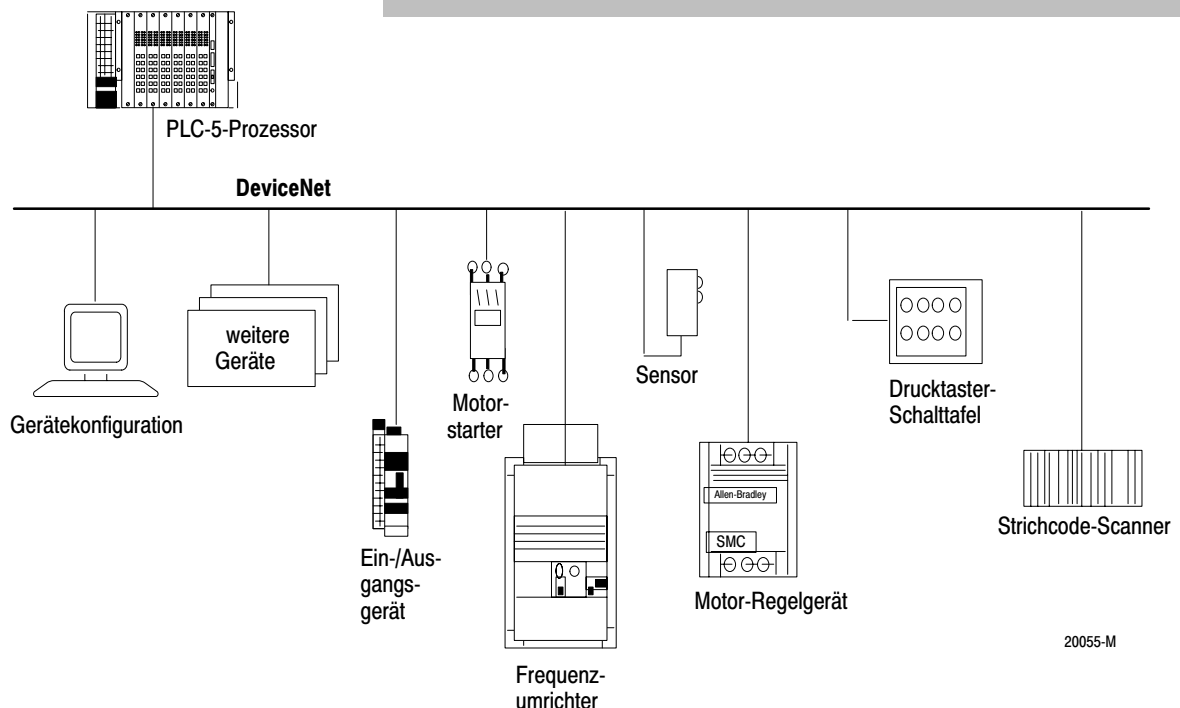 PLC-5-Prozessor
DeviceNet
weitere
Geräte
Gerätekonfiguration
Ein-/Aus-
gangs-
gerät
Motor-
starter
Frequenz-
umrichter
Sensor
Allen-Bradley
SMC
Motor-Regelgerät
Drucktaster-
Schalttafel
Strichcode-Scanner
20055-M